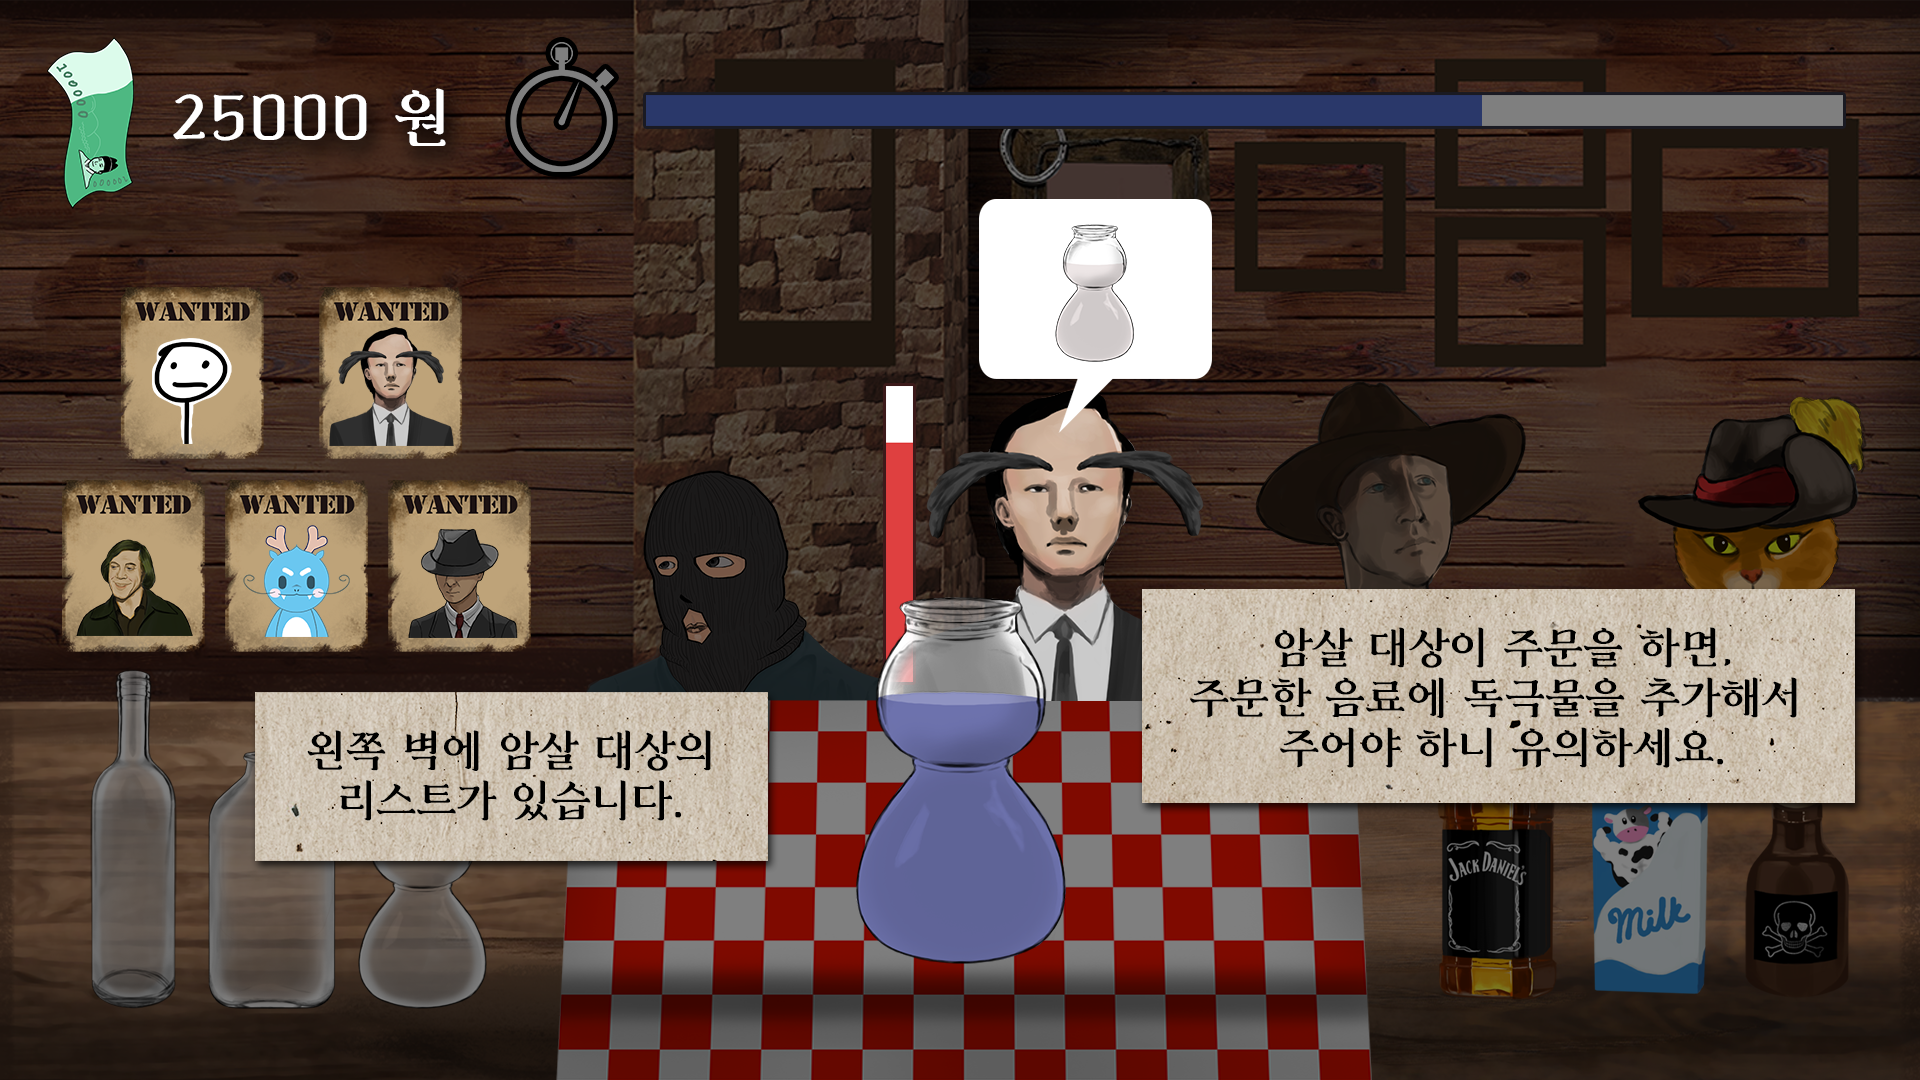 10000
25000 원
WANTED
WANTED
WANTED
WANTED
WANTED
왼쪽 벽에 암살 대상의
리스트가 있습니다.
암살 대상이 주문을 하면,
주문한 음료에 독극물을 추가해서
주어야 하니 유의하세요.
JACK DANIEL'S
Milk